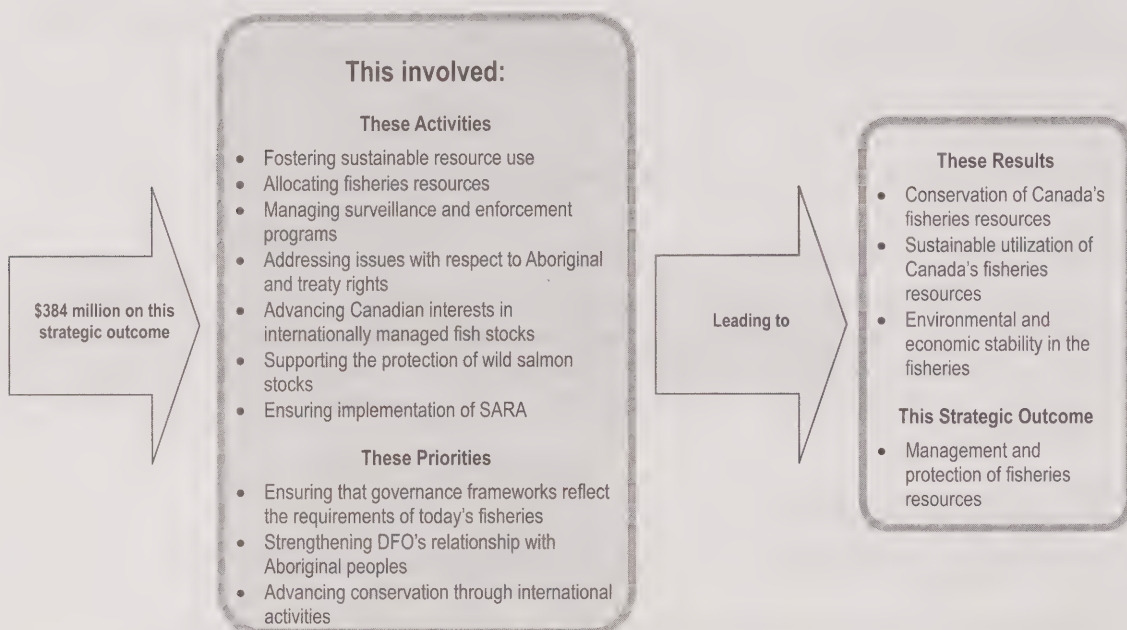 $384 million on this
strategic outcome
This involved:
These Activities
• Fostering sustainable resource use
• Allocating fisheries resources
• Managing surveillance and enforcement
programs
• Addressing issues with respect to Aboriginal
and treaty rights
• Advancing Canadian interests in
internationally managed fish stocks
• Supporting the protection of wild salmon
stocks
• Ensuring implementation of SARA
These Priorities
• Ensuring that governance frameworks reflect
the requirements of today's fisheries
• Strengthening DFO's relationship with
Aboriginal peoples
• Advancing conservation through international
activities
Leading to
These Results
• Conservation of Canada's
fisheries resources
• Sustainable utilization of
Canada's fisheries
resources
• Environmental and
economic stability in the
fisheries
This Strategic Outcome
• Management and
protection of fisheries
resources